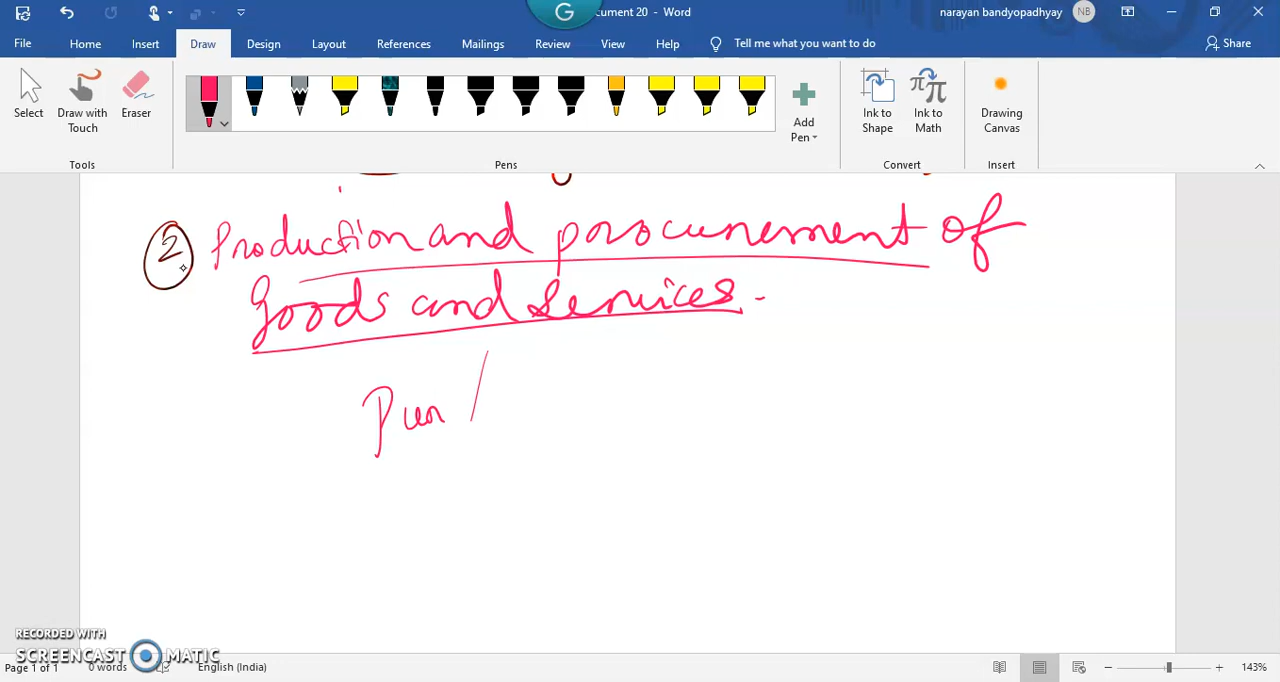 cument 20 - Word
narayan bandyopadhyay NB
File Home Insert Draw Design Layout References Mailings Review View Help Tell me what you want to do Share
Select Draw with Touch Eraser Add Pen Ink to Shape Ink to Math Drawing Canvas
Tools Pens Convert Insert
2 Production and procurement of
Goods and Services.
RECORDED WITH
SCREENCAST MATIC
Page 1 of 1 0 words English (India) 143%